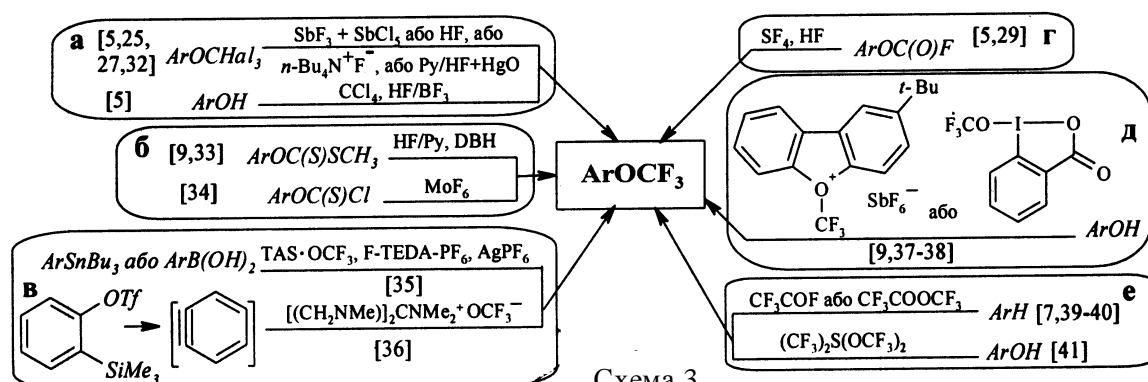 а [5,25, 27,32] ArOCHal3 SbF3 + SbCl5 або HF, або
n-Bu4N+F−, або Py/HF+HgO
[5] ArOH CCl4, HF/BF3
б [9,33] ArOC(S)SCH3 HF/Py, DBH
[34] ArOC(S)Cl MoF6
в ArSnBu3 або ArB(OH)2 TAS·OCF3, F-TEDA-PF6, AgPF6
[35]
OTf
SiMe3
[(CH2NMe)]2CNMe2+OCF3−
[36]
ArOCF3
SF4, HF ArOC(O)F [5,29] г
д
t- Bu
O+
CF3
SbF6− або
F3CO I O
O
ArOH
[9,37-38]
е
CF3COF або CF3COOCF3 ArH [7,39-40]
(CF3)2S(OCF3)2 ArOH [41]
Схема 3